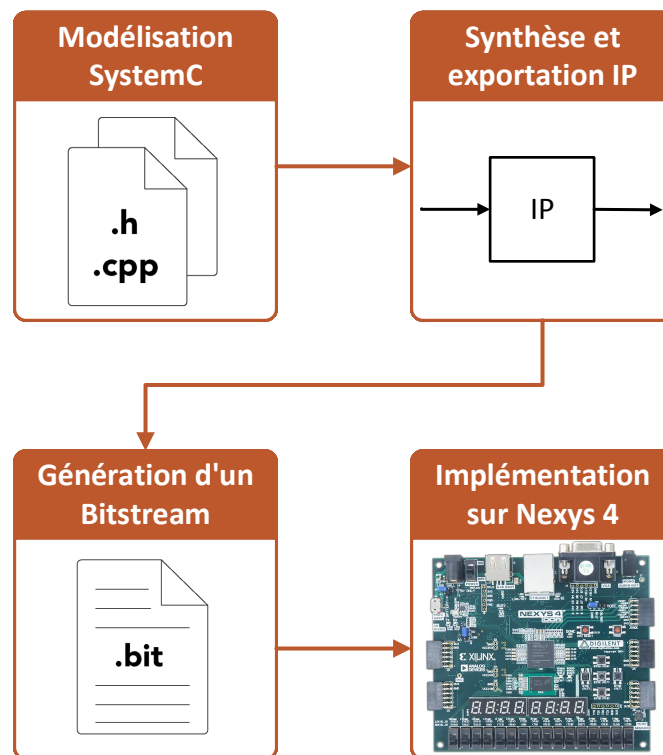 Modélisation
SystemC
.h
.cpp
Synthèse et
exportation IP
IP
Génération d'un
Bitstream
.bit
Implémentation
sur Nexys 4
NEXYS 4
DDR
XILINX
DIGILENT